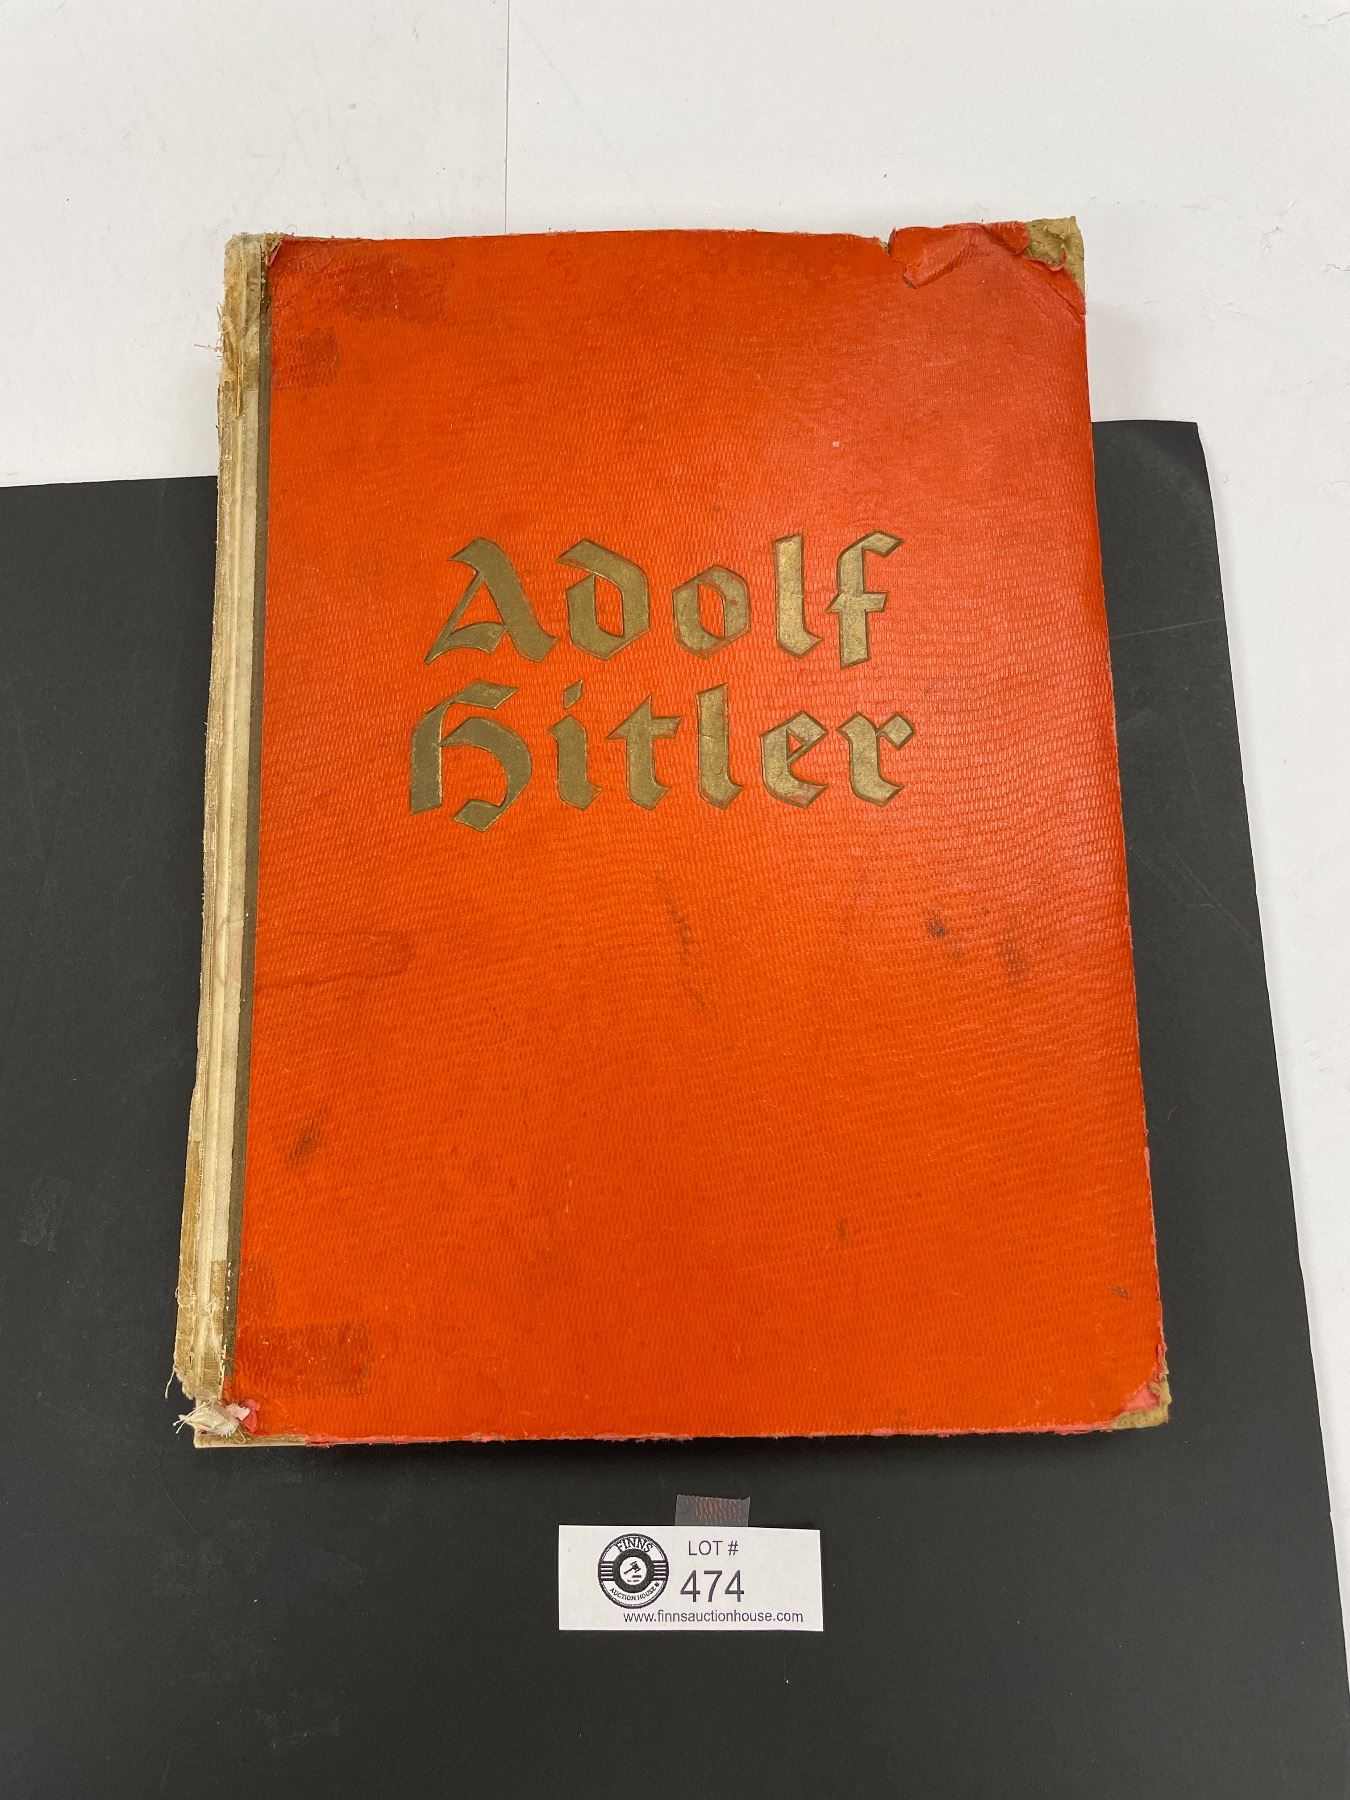 Adolf
Hitler
FINNS
AUCTION HOUSE
LOT #
474
www.finnsauctionhouse.com